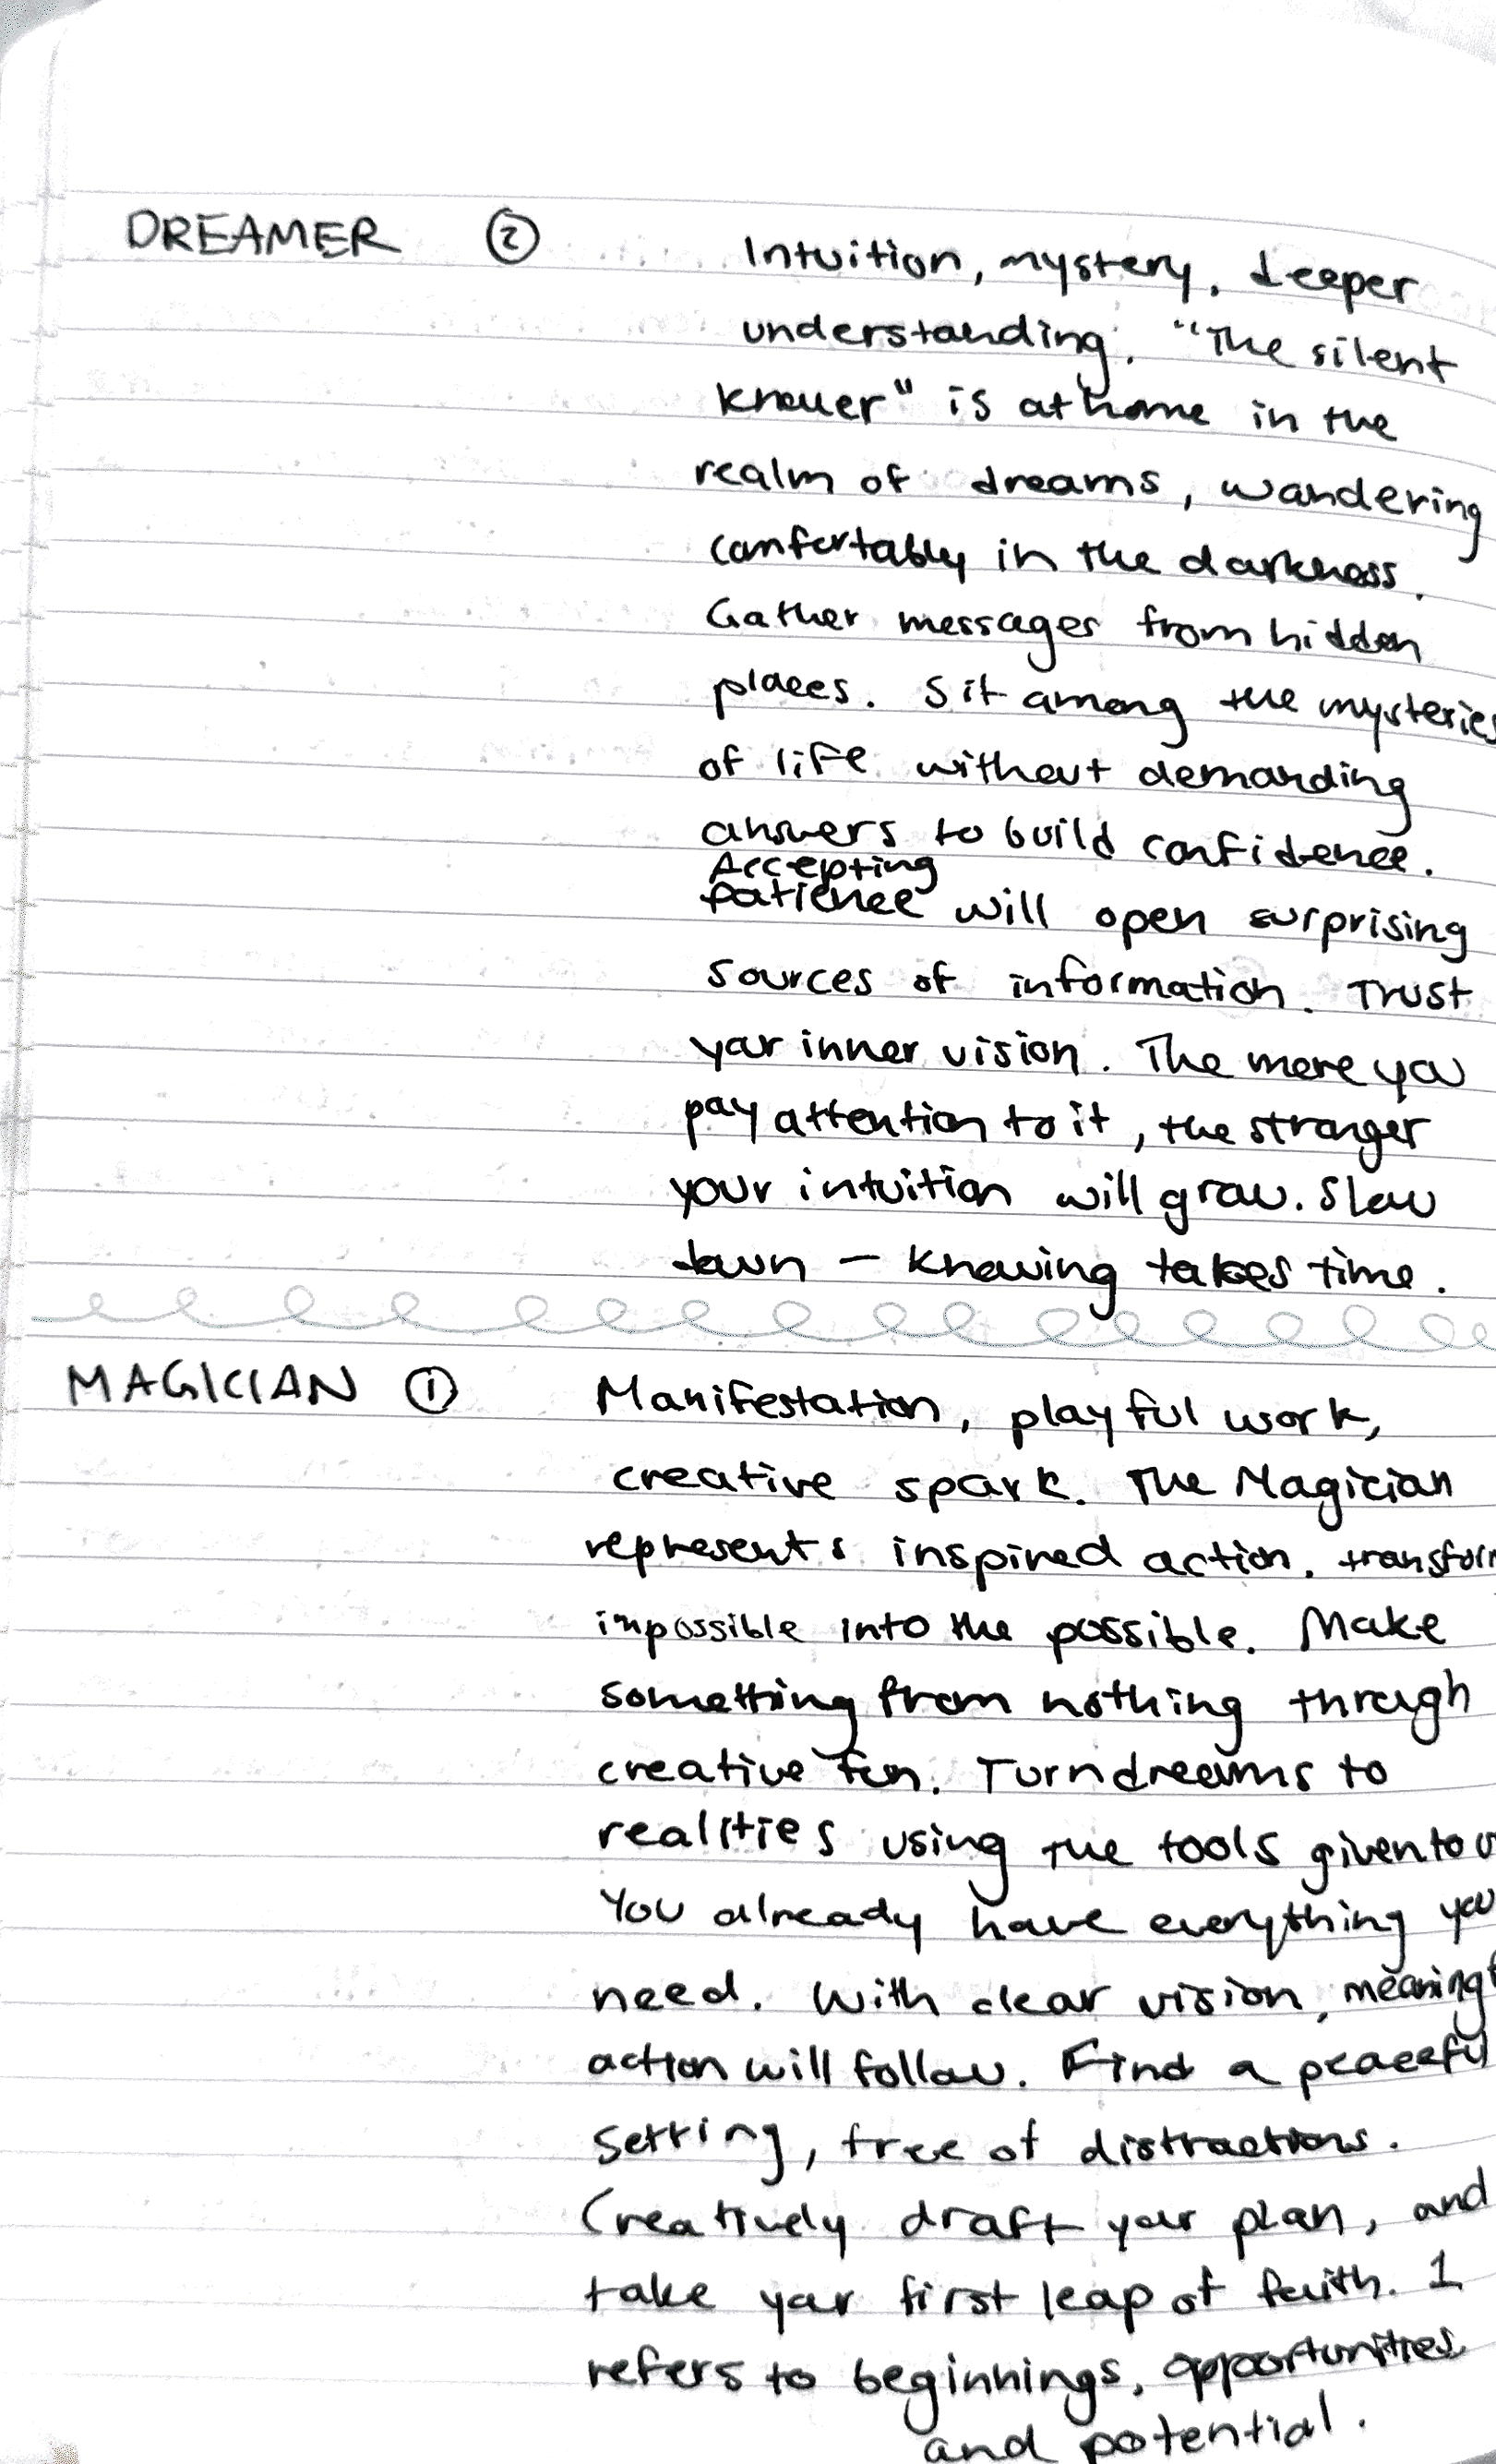 DREAMER ② Intuition, mystery, deeper
understanding. "The silent
knower" is at home in the
realm of dreams, wandering
comfortably in the darkness.
Gather messages from hidden
places. Sit among the mysteries
of life without demanding
answers to build confidence.
Accepting
patience will open surprising
sources of information. Trust
your inner vision. The more you
pay attention to it, the stronger
your intuition will grow. Slow
down — knowing takes time.
MAGICIAN ① Manifestation, playful work,
creative spark. The Magician
represents inspired action. transform
impossible into the possible. Make
something from nothing through
creative fun. Turn dreams to
realities using the tools given to
You already have everything you
need. With clear vision, meaningf
action will follow. Find a peaceful
setting, free of distractions.
Creatively draft your plan, and
take your first leap of faith. 1
refers to beginnings, opportunities
and potential.